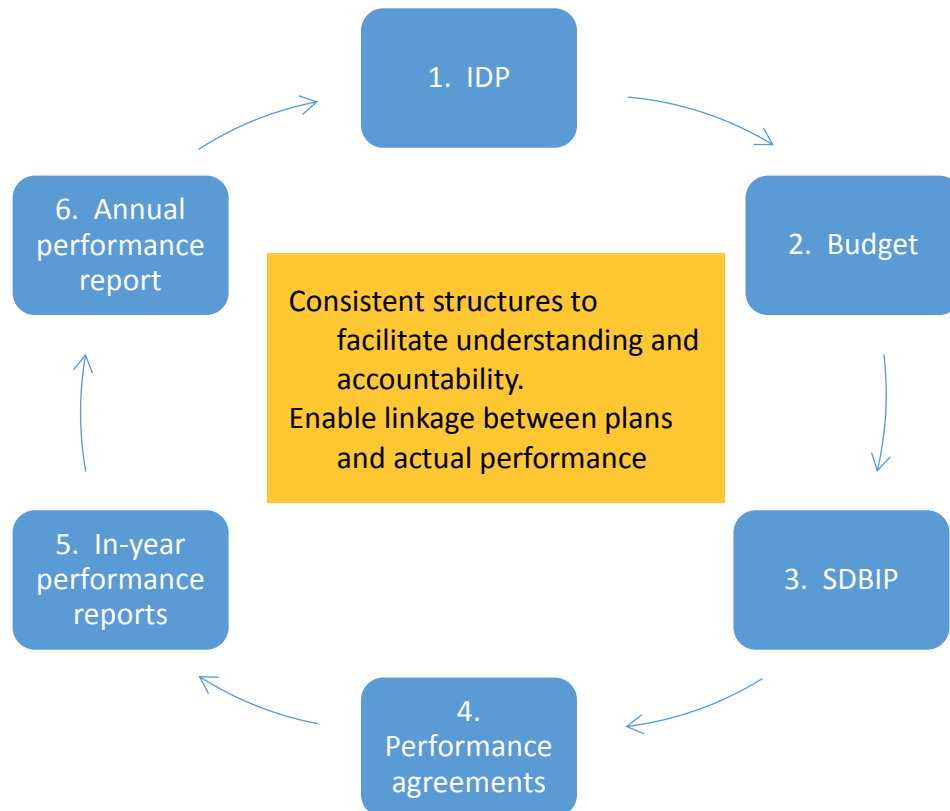 1.  IDP
2.  Budget
3.  SDBIP
4.
Performance
agreements
5.  In-year
performance
reports
6.  Annual
performance
report
Consistent structures to
facilitate understanding and
accountability.
Enable linkage between plans
and actual performance